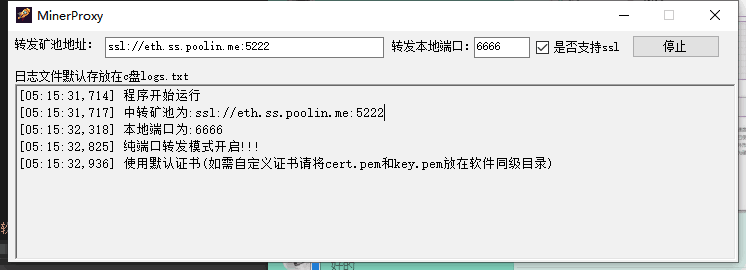 MinerProxy
转发矿池地址: ssl://eth.ss.poolin.me:5222 转发本地端口: 6666 是否支持ssl 停止
日志文件默认存放在c盘logs.txt
[05:15:31,714] 程序开始运行
[05:15:31,717] 中转矿池为:ssl://eth.ss.poolin.me:5222
[05:15:32,318] 本地端口为:6666
[05:15:32,825] 纯端口转发模式开启!!!
[05:15:32,936] 使用默认证书(如需自定义证书请将cert.pem和key.pem放在软件同级目录)
好的